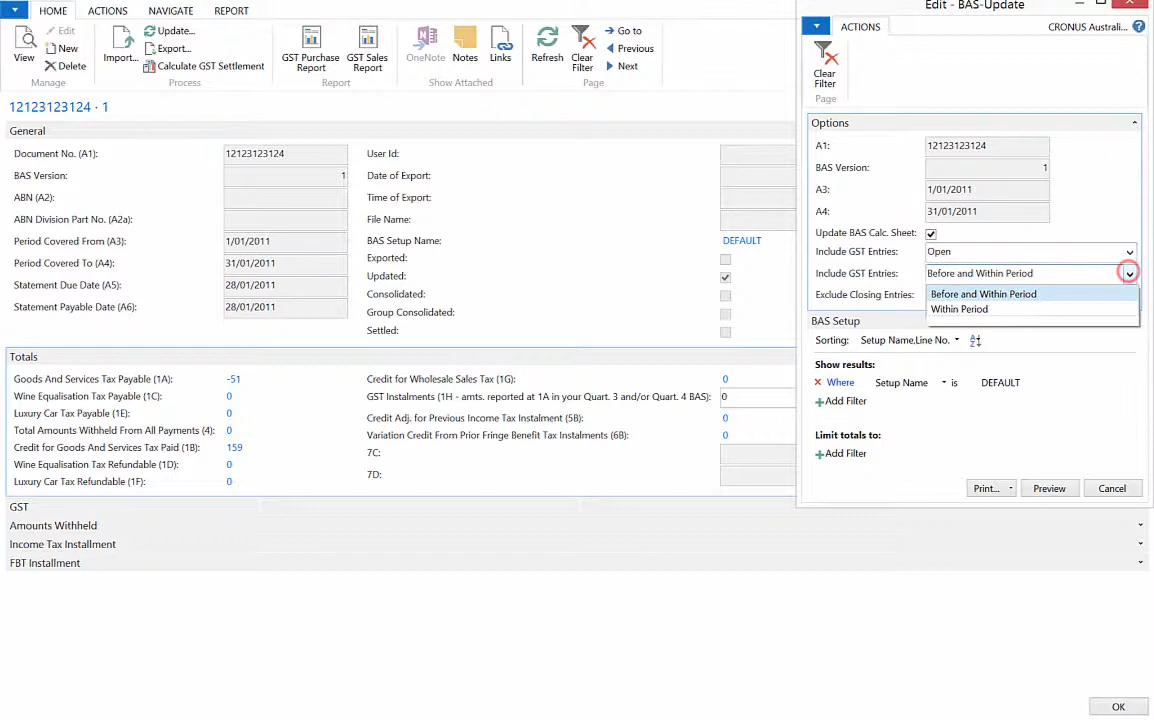 HOME ACTIONS NAVIGATE REPORT
View
Edit
New
Delete
Manage
Import...
Update...
Export...
Calculate GST Settlement
Process
GST Purchase Report
GST Sales Report
Report
OneNote
Notes
Links
Show Attached
Refresh
Clear Filter
Go to
Previous
Next
Page
12123123124 · 1
General
Document No. (A1): 12123123124
BAS Version: 1
ABN (A2):
ABN Division Part No. (A2a):
Period Covered From (A3): 1/01/2011
Period Covered To (A4): 31/01/2011
Statement Due Date (A5): 28/01/2011
Statement Payable Date (A6): 28/01/2011
User Id:
Date of Export:
Time of Export:
File Name:
BAS Setup Name: DEFAULT
Exported:
Updated:
Consolidated:
Group Consolidated:
Settled:
Totals
Goods And Services Tax Payable (1A): -51
Wine Equalisation Tax Payable (1C): 0
Luxury Car Tax Payable (1E): 0
Total Amounts Withheld From All Payments (4): 0
Credit for Goods And Services Tax Paid (1B): 159
Wine Equalisation Tax Refundable (1D): 0
Luxury Car Tax Refundable (1F): 0
Credit for Wholesale Sales Tax (1G): 0
GST Instalments (1H - amts. reported at 1A in your Quart. 3 and/or Quart. 4 BAS): 0
Credit Adj. for Previous Income Tax Instalment (5B): 0
Variation Credit From Prior Fringe Benefit Tax Instalments (6B): 0
7C:
7D:
GST
Amounts Withheld
Income Tax Installment
FBT Installment
OK
Edit - BAS-Update
ACTIONS
CRONUS Australi...
Clear Filter
Page
Options
A1: 12123123124
BAS Version: 1
A3: 1/01/2011
A4: 31/01/2011
Update BAS Calc. Sheet:
Include GST Entries: Open
Include GST Entries: Before and Within Period
Before and Within Period
Within Period
Exclude Closing Entries:
BAS Setup
Sorting: Setup Name,Line No.
Show results:
Where Setup Name is DEFAULT
Add Filter
Limit totals to:
Add Filter
Print... Preview Cancel